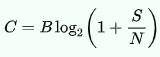 C = B log₂(1 + S/N)